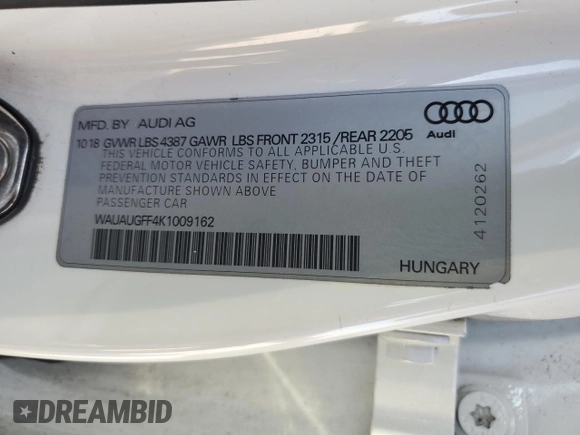 MFD. BY AUDI AG
10 18 GVWR LBS 4387 GAWR LBS FRONT 2315 /REAR 2205
THIS VEHICLE CONFORMS TO ALL APPLICABLE U.S.
FEDERAL MOTOR VEHICLE SAFETY, BUMPER AND THEFT
PREVENTION STANDARDS IN EFFECT ON THE DATE OF
MANUFACTURE SHOWN ABOVE
PASSENGER CAR
WAUAUGFF4K1009162
Audi
4120262
HUNGARY
DREAMBID